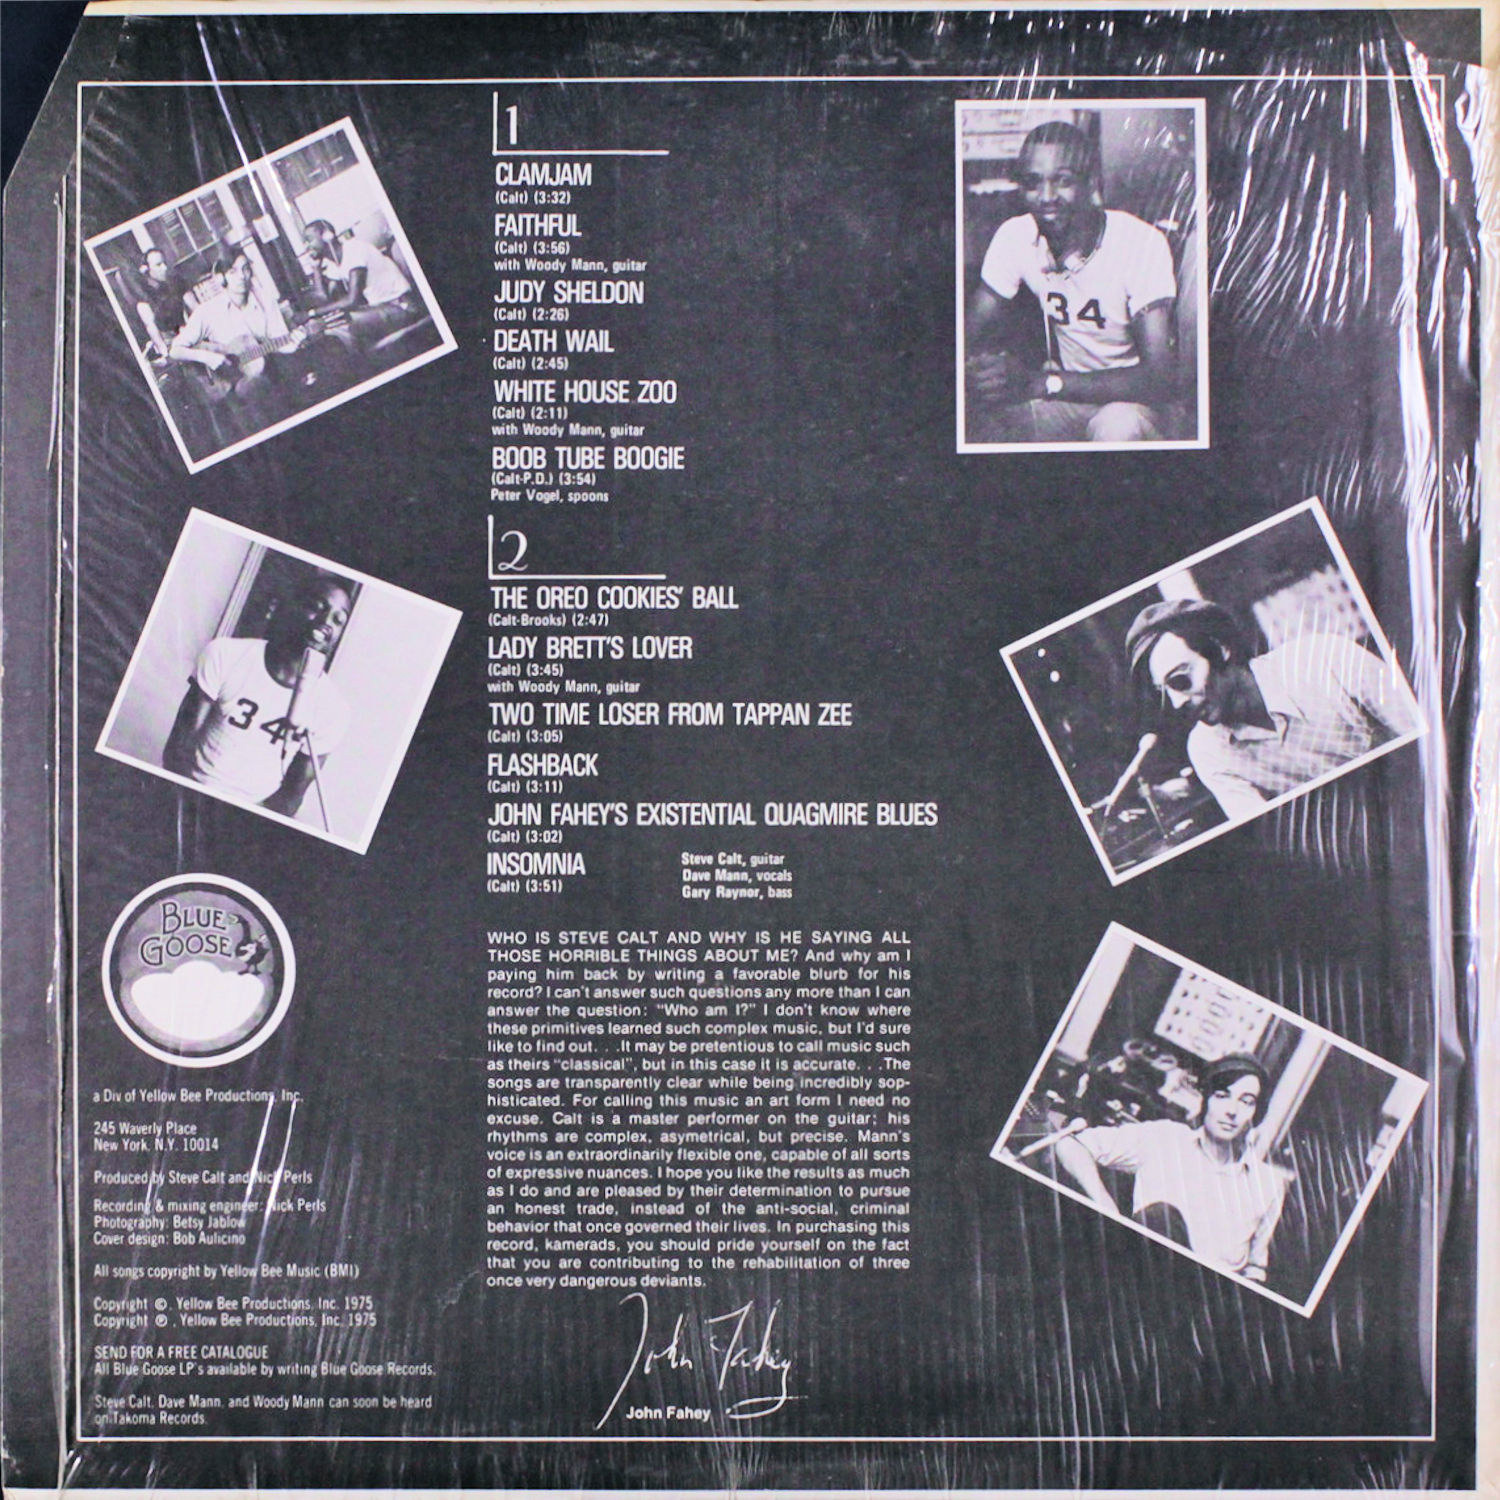 1
CLAMJAM
(Calt) (3:32)
FAITHFUL
(Calt) (3:56)
with Woody Mann, guitar
JUDY SHELDON
(Calt) (2:26)
DEATH WAIL
(Calt) (2:45)
WHITE HOUSE ZOO
(Calt) (2:11)
with Woody Mann, guitar
BOOB TUBE BOOGIE
(Calt-P.D.) (3:54)
Peter Vogel, spoons
2
THE OREO COOKIES' BALL
(Calt-Brooks) (2:47)
LADY BRETT'S LOVER
(Calt) (3:45)
with Woody Mann, guitar
TWO TIME LOSER FROM TAPPAN ZEE
(Calt) (3:05)
FLASHBACK
(Calt) (3:11)
JOHN FAHEY'S EXISTENTIAL QUAGMIRE BLUES
(Calt) (3:02)
INSOMNIA
(Calt) (3:51)
Steve Calt, guitar
Dave Mann, vocals
Gary Raynor, bass
WHO IS STEVE CALT AND WHY IS HE SAYING ALL
THOSE HORRIBLE THINGS ABOUT ME? And why am I
paying him back by writing a favorable blurb for his
record? I can't answer such questions any more than I can
answer the question: "Who am I?" I don't know where
these primitives learned such complex music, but I'd sure
like to find out. . .It may be pretentious to call music such
as theirs "classical", but in this case it is accurate. . .The
songs are transparently clear while being incredibly sop-
histicated. For calling this music an art form I need no
excuse. Calt is a master performer on the guitar; his
rhythms are complex, asymetrical, but precise. Mann's
voice is an extraordinarily flexible one, capable of all sorts
of expressive nuances. I hope you like the results as much
as I do and are pleased by their determination to pursue
an honest trade, instead of the anti-social, criminal
behavior that once governed their lives. In purchasing this
record, kamerads, you should pride yourself on the fact
that you are contributing to the rehabilitation of three
once very dangerous deviants.
John Fahey
John Fahey
34
34
BLUE
GOOSE
a Div of Yellow Bee Productions, Inc.
245 Waverly Place
New York, N.Y. 10014
Produced by Steve Calt and Nick Perls
Recording & mixing engineer: Nick Perls
Photography: Betsy Jablow
Cover design: Bob Aulicino
All songs copyright by Yellow Bee Music (BMI)
Copyright ©, Yellow Bee Productions, Inc. 1975
Copyright ℗, Yellow Bee Productions, Inc. 1975
SEND FOR A FREE CATALOGUE
All Blue Goose LP's available by writing Blue Goose Records.
Steve Calt, Dave Mann, and Woody Mann can soon be heard
on Takoma Records.